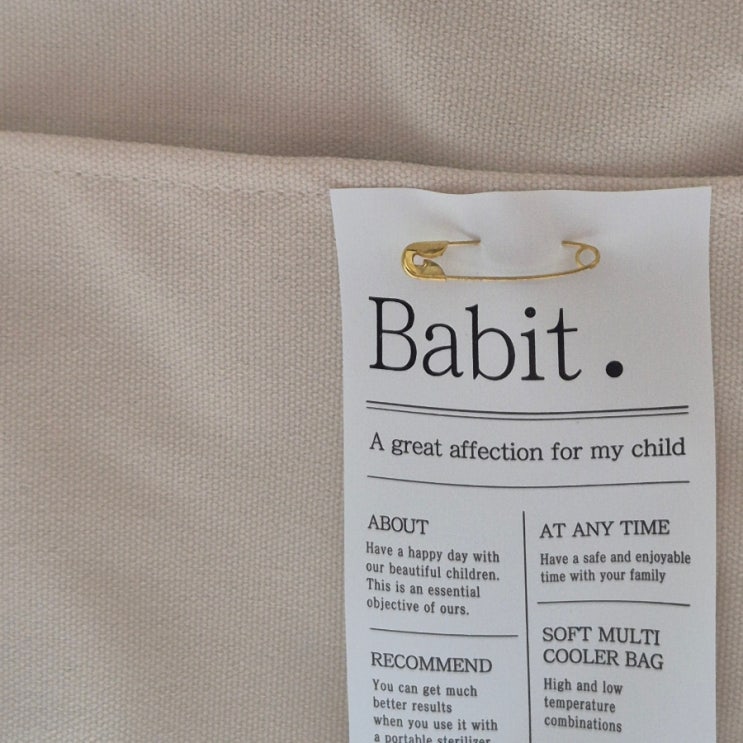 Babit.
A great affection for my child
ABOUT
Have a happy day with
our beautiful children.
This is an essential
objective of ours.
RECOMMEND
You can get much
better results
when you use it with
a portable sterilizer
AT ANY TIME
Have a safe and enjoyable
time with your family
SOFT MULTI
COOLER BAG
High and low
temperature
combinations